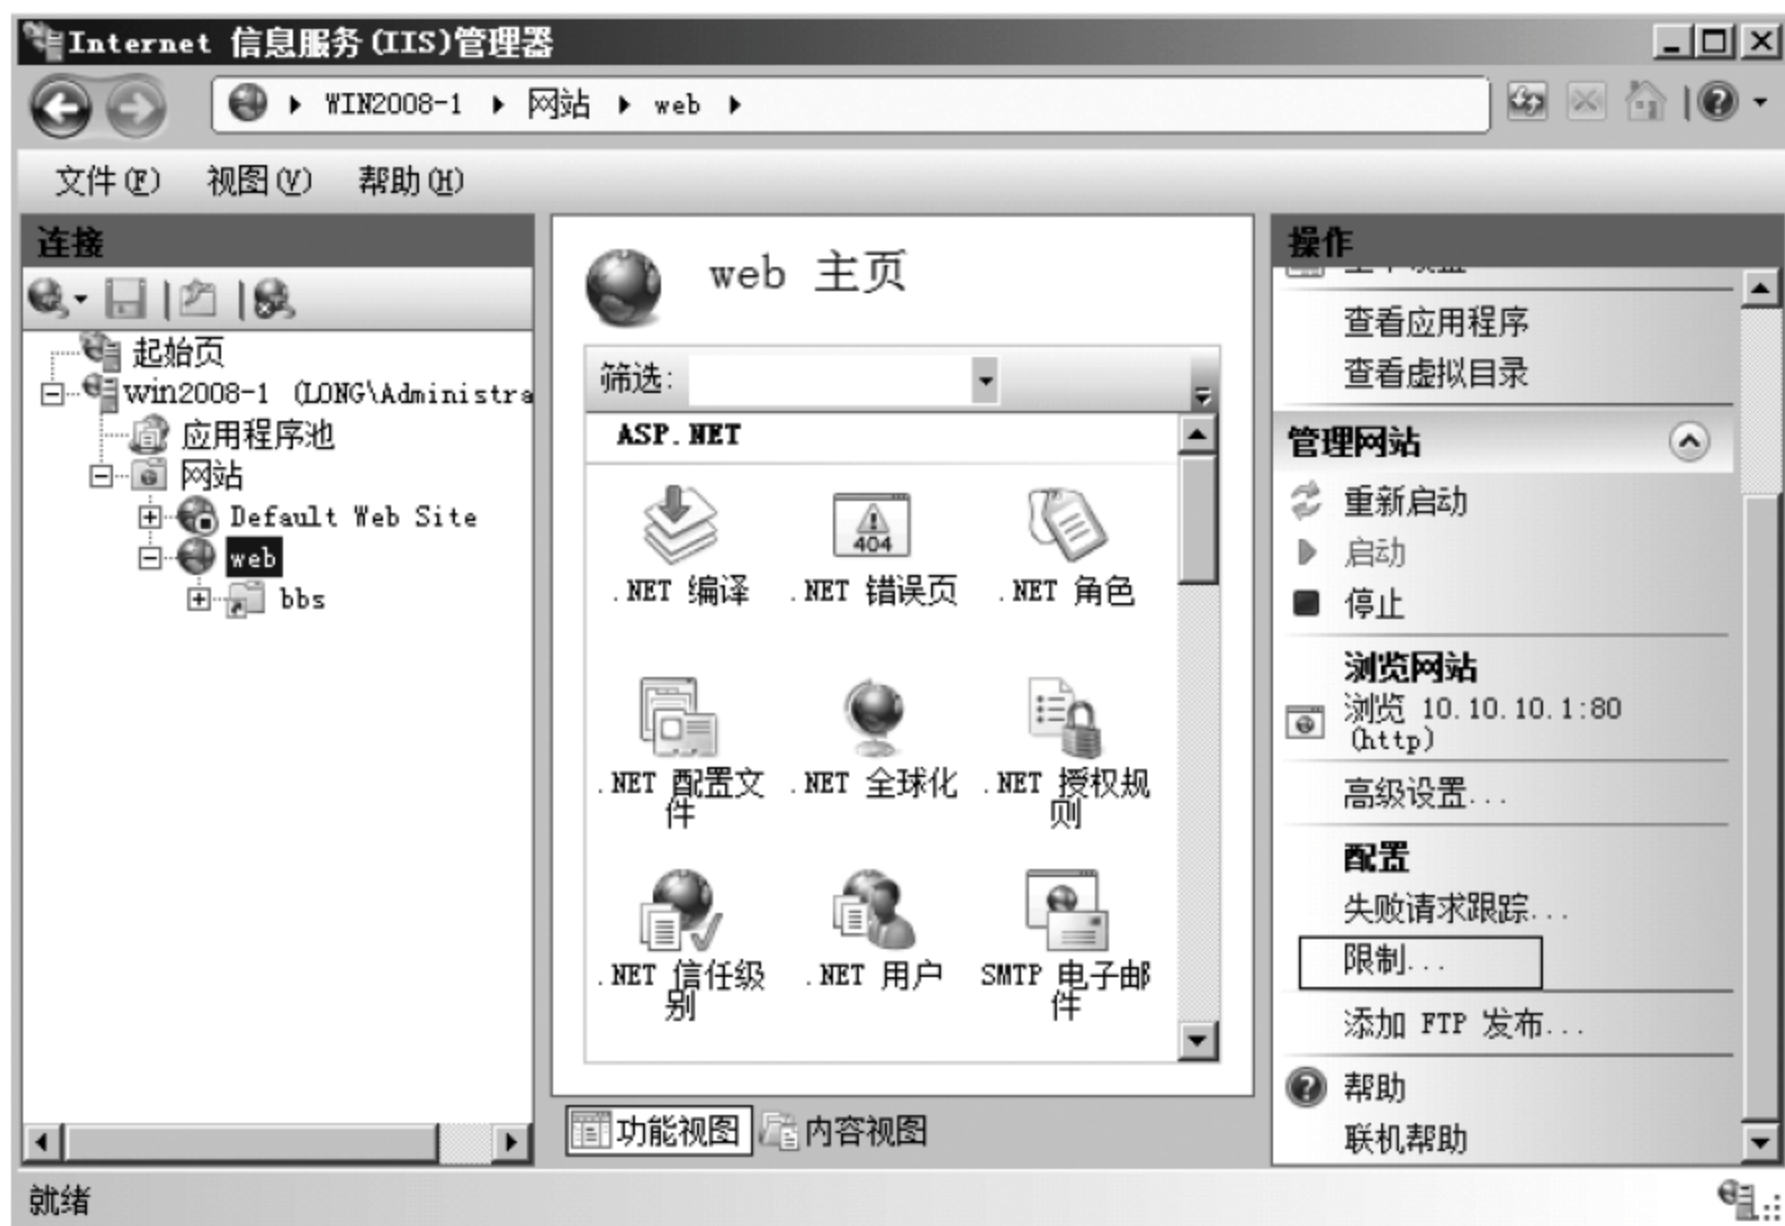 Internet 信息服务(IIS)管理器
WIN2008-1 网站 web
文件(F) 视图(V) 帮助(H)
连接
起始页
Win2008-1 (LONG\Administra
应用程序池
网站
Default Web Site
web
bbs
web 主页
筛选:
ASP.NET
.NET 编译 .NET 错误页 .NET 角色
404
.NET 配置文
件
.NET 全球化
.NET 授权规
则
.NET 信任级
别
.NET 用户
SMTP 电子邮
件
功能视图 内容视图
操作
查看应用程序
查看虚拟目录
管理网站
重新启动
启动
停止
浏览网站
浏览 10.10.10.1:80
(http)
高级设置...
配置
失败请求跟踪...
限制...
添加 FTP 发布...
帮助
联机帮助
就绪